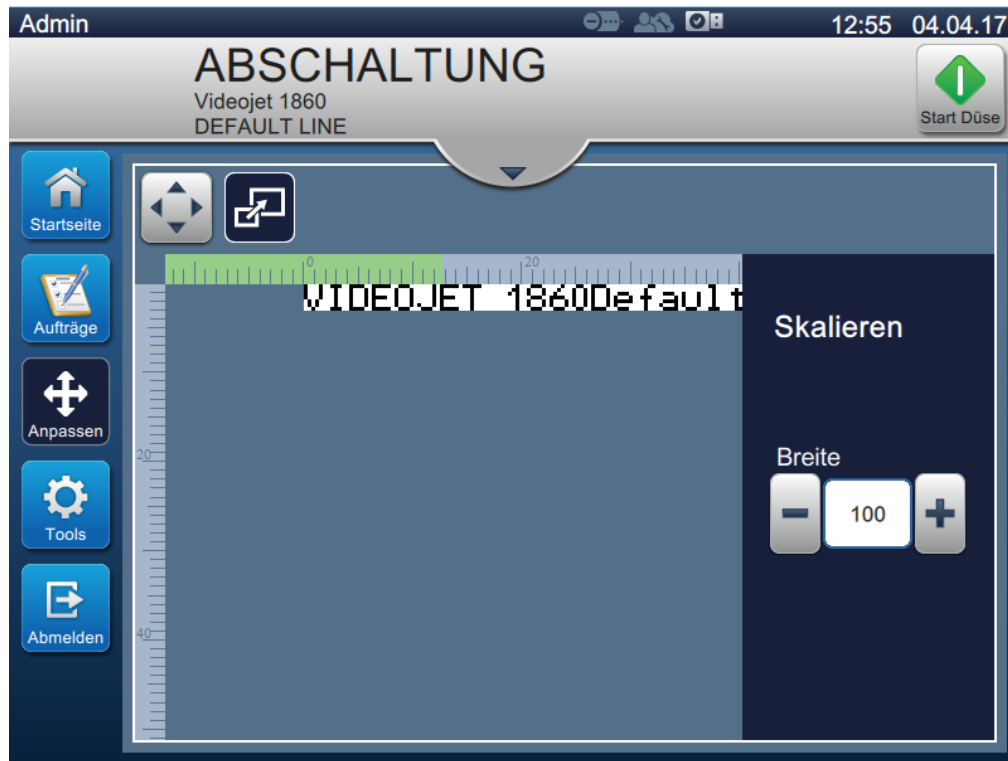 Admin 12:55 04.04.17
ABSCHALTUNG
Videojet 1860
DEFAULT LINE
Start Düse
Startseite
Aufträge
Anpassen
Tools
Abmelden
0 20
VIDEOJET 1860Default
20
40
Skalieren
Breite
100